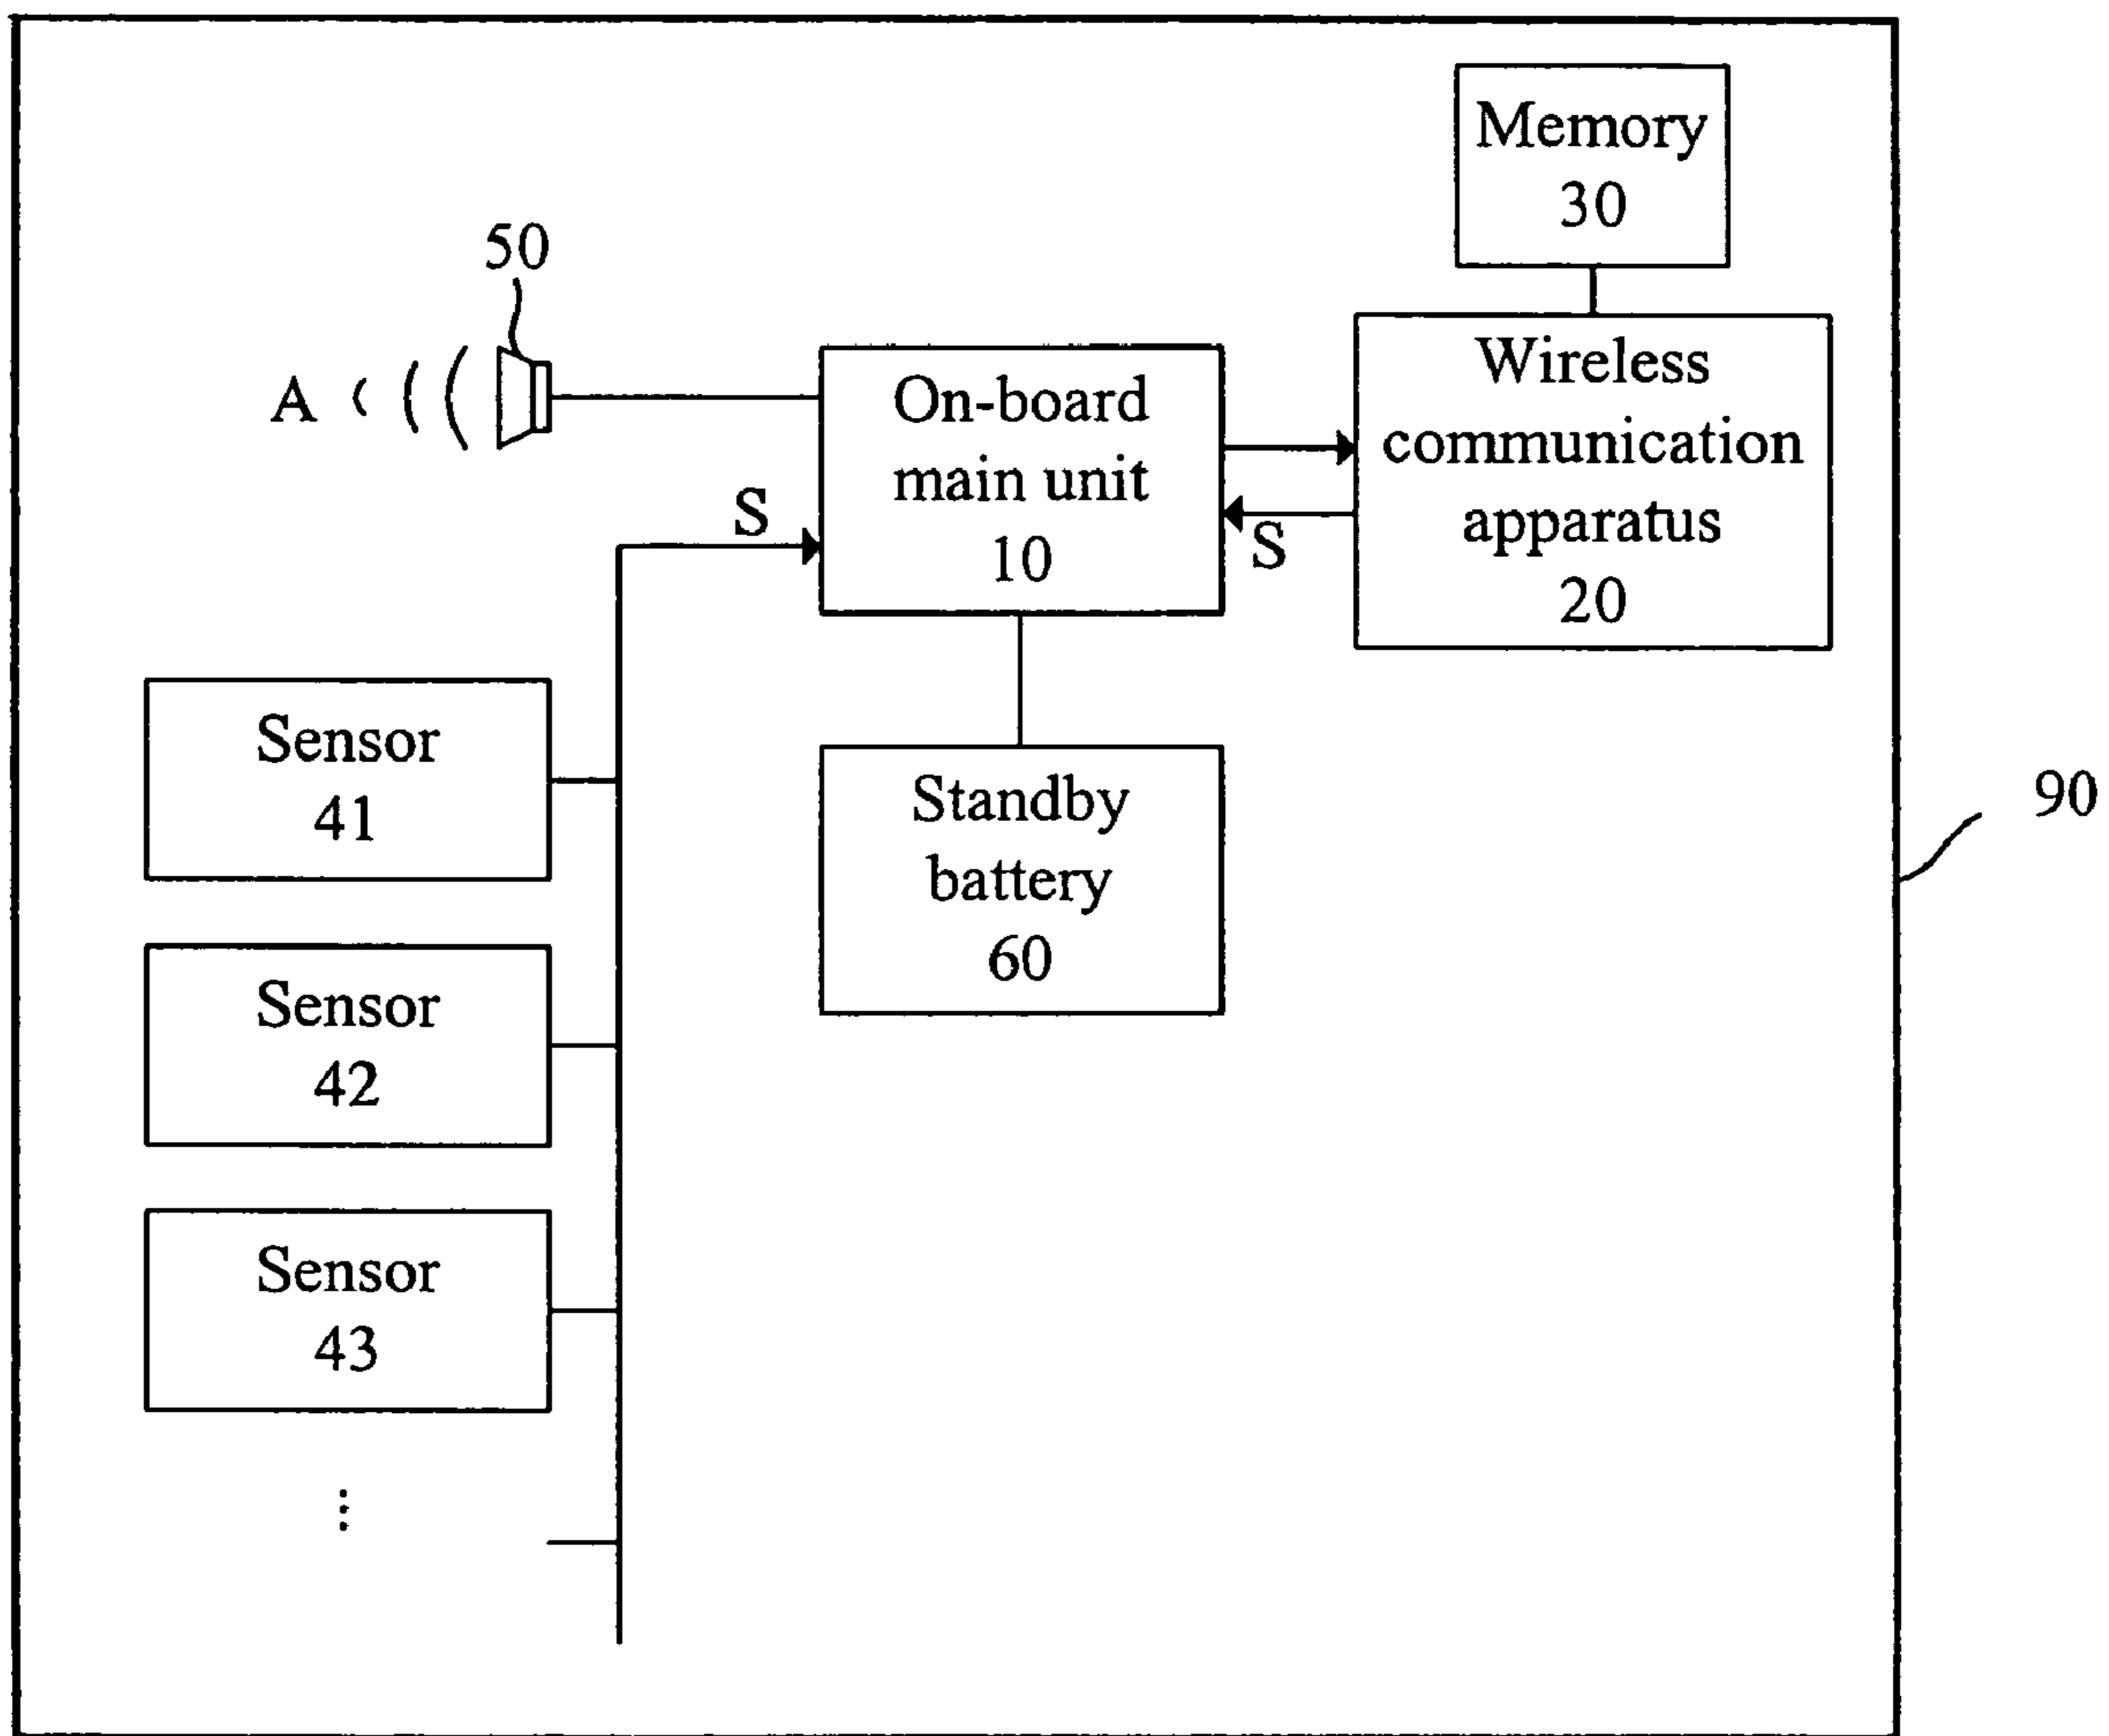 Memory
30
50
A
On-board
main unit
10
Wireless
communication
apparatus
20
S
S
Sensor
41
Standby
battery
60
90
Sensor
42
Sensor
43